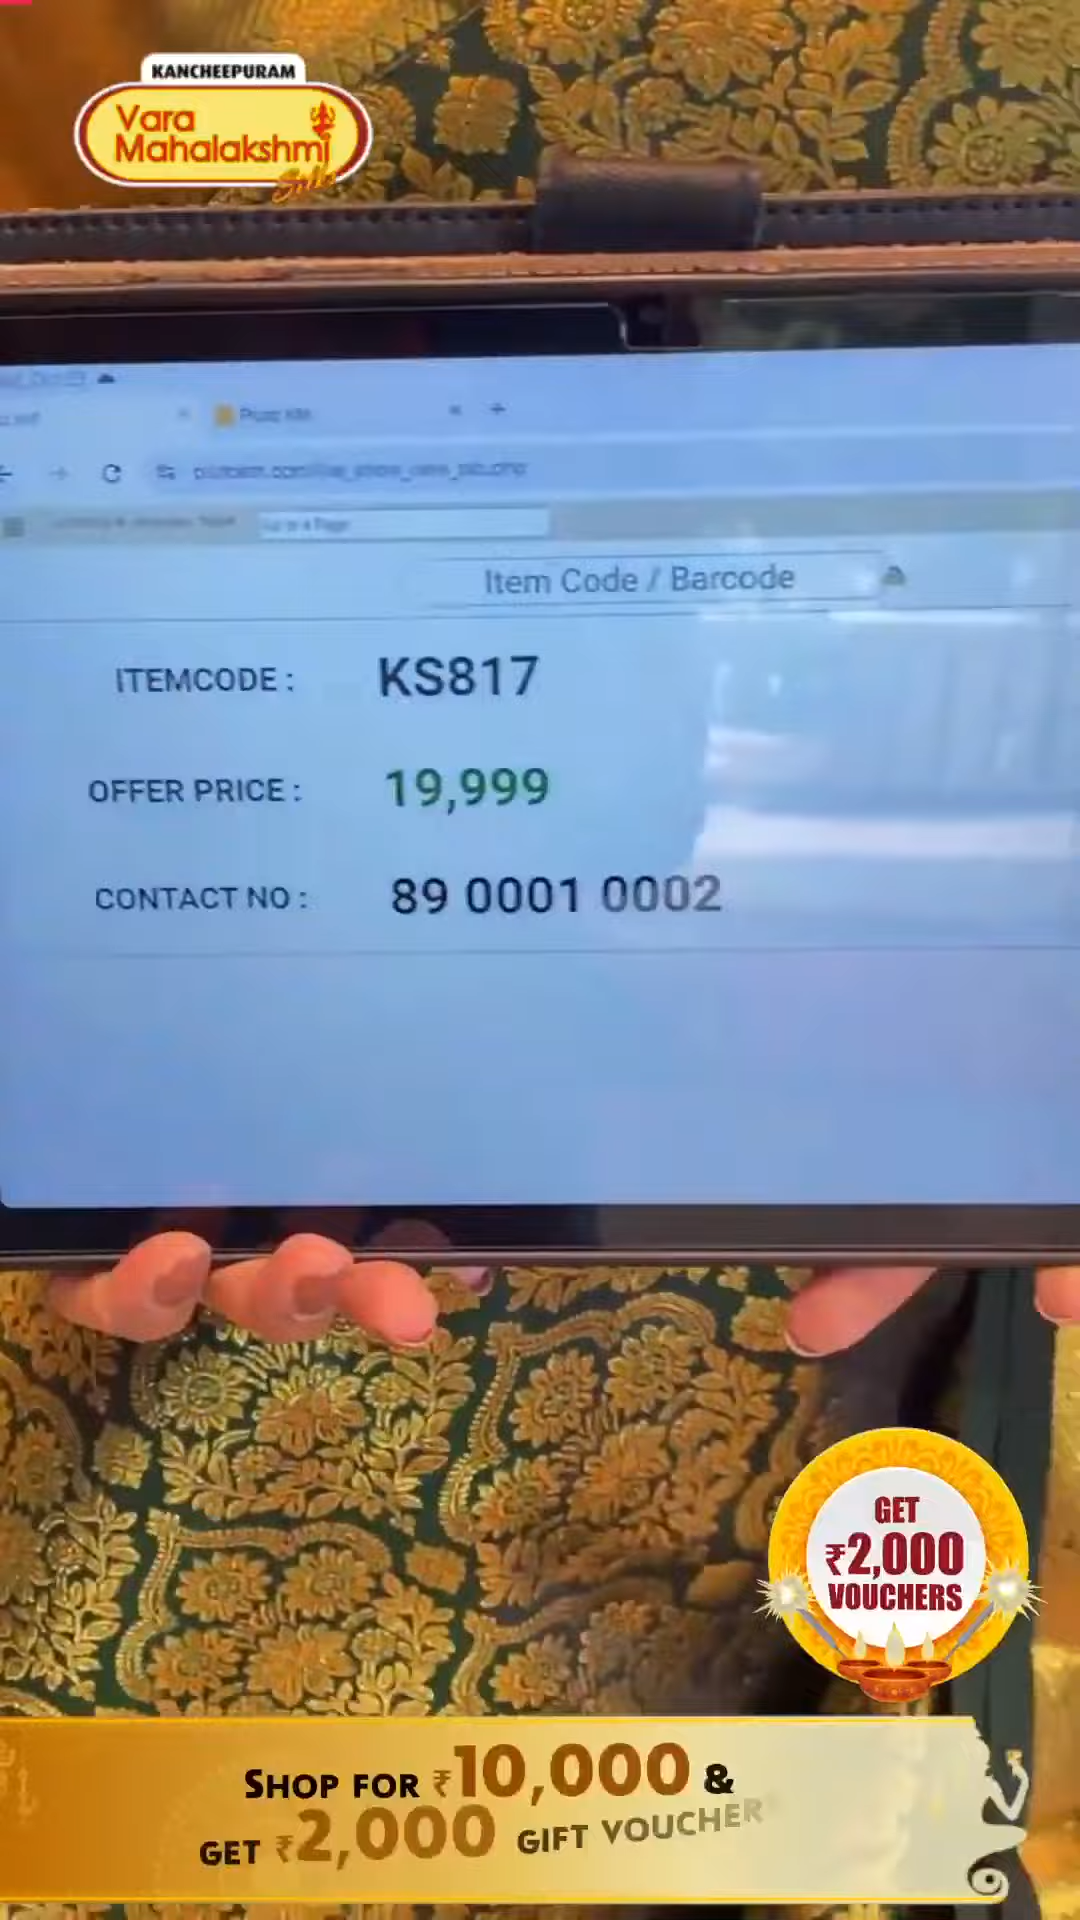 KANCHEEPURAM
Vara
Mahalakshmi
Silks
Item Code / Barcode
ITEMCODE : KS817
OFFER PRICE : 19,999
CONTACT NO : 89 0001 0002
GET
₹2,000
VOUCHERS
SHOP FOR ₹10,000 &
GET ₹2,000 GIFT VOUCHER